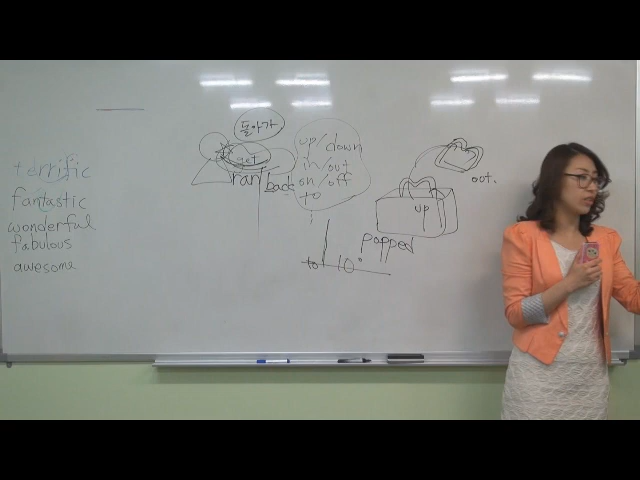 terrific
fantastic
wonderful
fabulous
awesome
돌아가
get
ran back
up/down
in/out
on/off
to
to 10
up
popped
out.